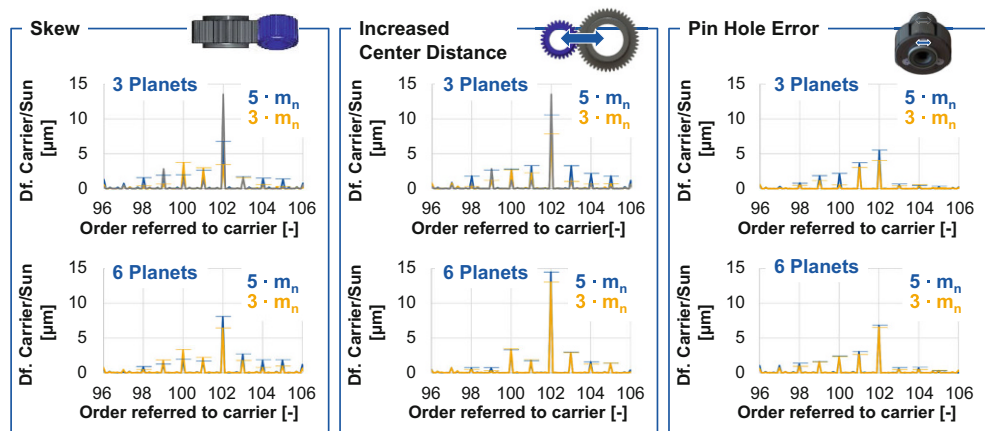 Skew
3 Planets
5 · mn
3 · mn
Df. Carrier/Sun
[µm]
15
10
5
0
96 98 100 102 104 106
Order referred to carrier [-]
6 Planets
5 · mn
3 · mn
Df. Carrier/Sun
[µm]
15
10
5
0
96 98 100 102 104 106
Order referred to carrier [-]
Increased
Center Distance
3 Planets
5 · mn
3 · mn
Df. Carrier/Sun
[µm]
15
10
5
0
96 98 100 102 104 106
Order referred to carrier[-]
6 Planets
5 · mn
3 · mn
Df. Carrier/Sun
[µm]
15
10
5
0
96 98 100 102 104 106
Order referred to carrier [-]
Pin Hole Error
3 Planets
5 · mn
3 · mn
Df. Carrier/Sun
[µm]
15
10
5
0
96 98 100 102 104 106
Order referred to carrier [-]
6 Planets
5 · mn
3 · mn
Df. Carrier/Sun
[µm]
15
10
5
0
96 98 100 102 104 106
Order referred to carrier [-]